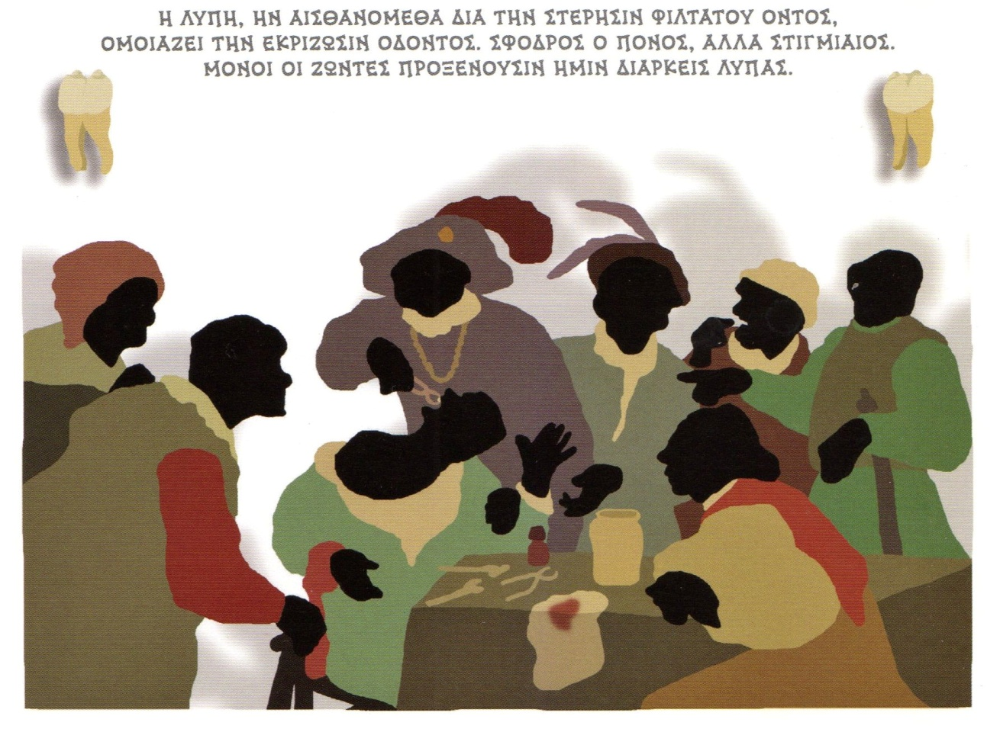 Η ΛΥΠΗ, ΗΝ ΑΙΣΘΑΝΟΜΕΘΑ ΔΙΑ ΤΗΝ ΣΤΕΡΗΣΙΝ ΦΙΛΤΑΤΟΥ ΟΝΤΟΣ,
ΟΜΟΙΑΖΕΙ ΤΗΝ ΕΚΡΙΖΩΣΙΝ ΟΔΟΝΤΟΣ. ΣΦΟΔΡΟΣ Ο ΠΟΝΟΣ, ΑΛΛΑ ΣΤΙΓΜΙΑΙΟΣ.
ΜΟΝΟΙ ΟΙ ΖΩΝΤΕΣ ΠΡΟΞΕΝΟΥΣΙΝ ΗΜΙΝ ΔΙΑΡΚΕΙΣ ΛΥΠΑΣ.